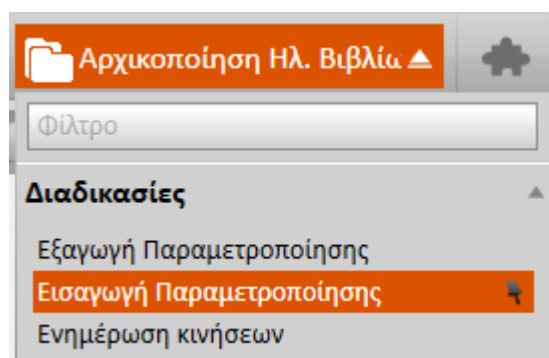 Αρχικοποίηση Ηλ. Βιβλίω
Φίλτρο
Διαδικασίες
Εξαγωγή Παραμετροποίησης
Εισαγωγή Παραμετροποίησης
Ενημέρωση κινήσεων